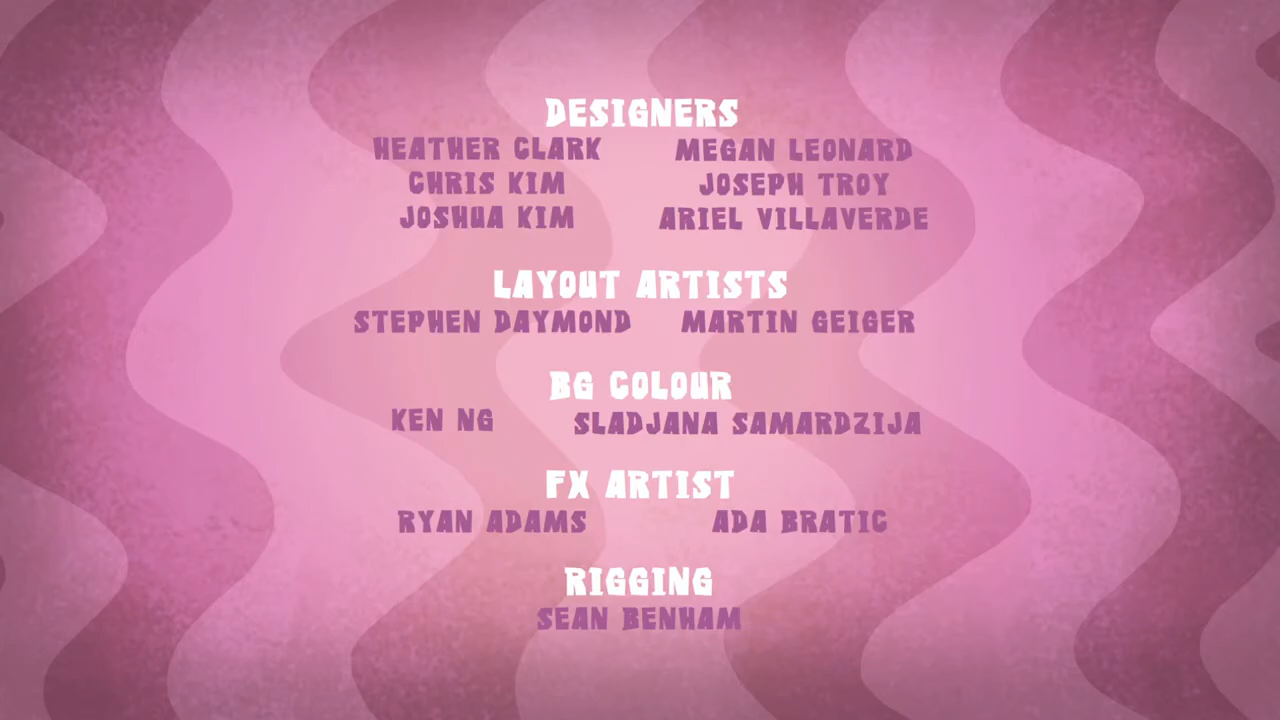 DESIGNERS
HEATHER CLARK MEGAN LEONARD
CHRIS KIM JOSEPH TROY
JOSHUA KIM ARIEL VILLAVERDE
LAYOUT ARTISTS
STEPHEN DAYMOND MARTIN GEIGER
BG COLOUR
KEN NG SLADJANA SAMARDZIJA
FX ARTIST
RYAN ADAMS ADA BRATIC
RIGGING
SEAN BENHAM